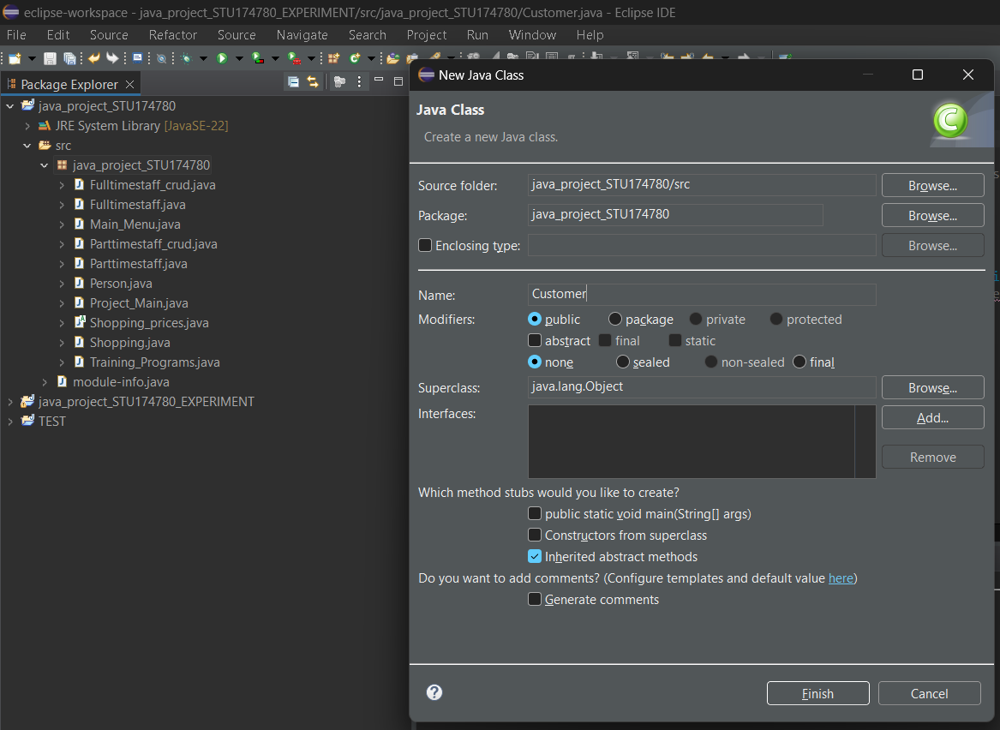 eclipse-workspace - java_project_STU174780_EXPERIMENT/src/java_project_STU174780/Customer.java - Eclipse IDE
File Edit Source Refactor Source Navigate Search Project Run Window Help
Package Explorer
java_project_STU174780
JRE System Library [JavaSE-22]
src
java_project_STU174780
Fulltimestaff_crud.java
Fulltimestaff.java
Main_Menu.java
Parttimestaff_crud.java
Parttimestaff.java
Person.java
Project_Main.java
Shopping_prices.java
Shopping.java
Training_Programs.java
module-info.java
java_project_STU174780_EXPERIMENT
TEST
New Java Class
Java Class
Create a new Java class.
Source folder: java_project_STU174780/src Browse...
Package: java_project_STU174780 Browse...
Enclosing type: Browse...
Name: Customer
Modifiers: public package private protected
abstract final static
none sealed non-sealed final
Superclass: java.lang.Object Browse...
Interfaces: Add...
Remove
Which method stubs would you like to create?
public static void main(String[] args)
Constructors from superclass
Inherited abstract methods
Do you want to add comments? (Configure templates and default value here)
Generate comments
Finish Cancel